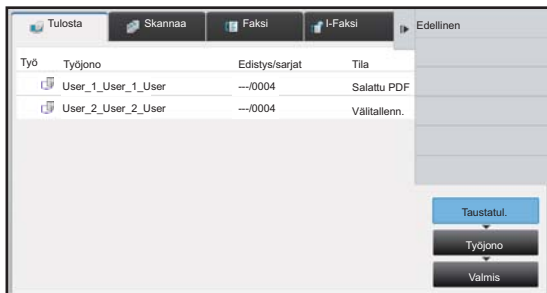 Tulosta Skannaa Faksi I-Faksi Edellinen
Työ Työjono Edistys/sarjat Tila
User_1_User_1_User ---/0004 Salattu PDF
User_2_User_2_User ---/0004 Välitallenn.
Taustatul.
Työjono
Valmis